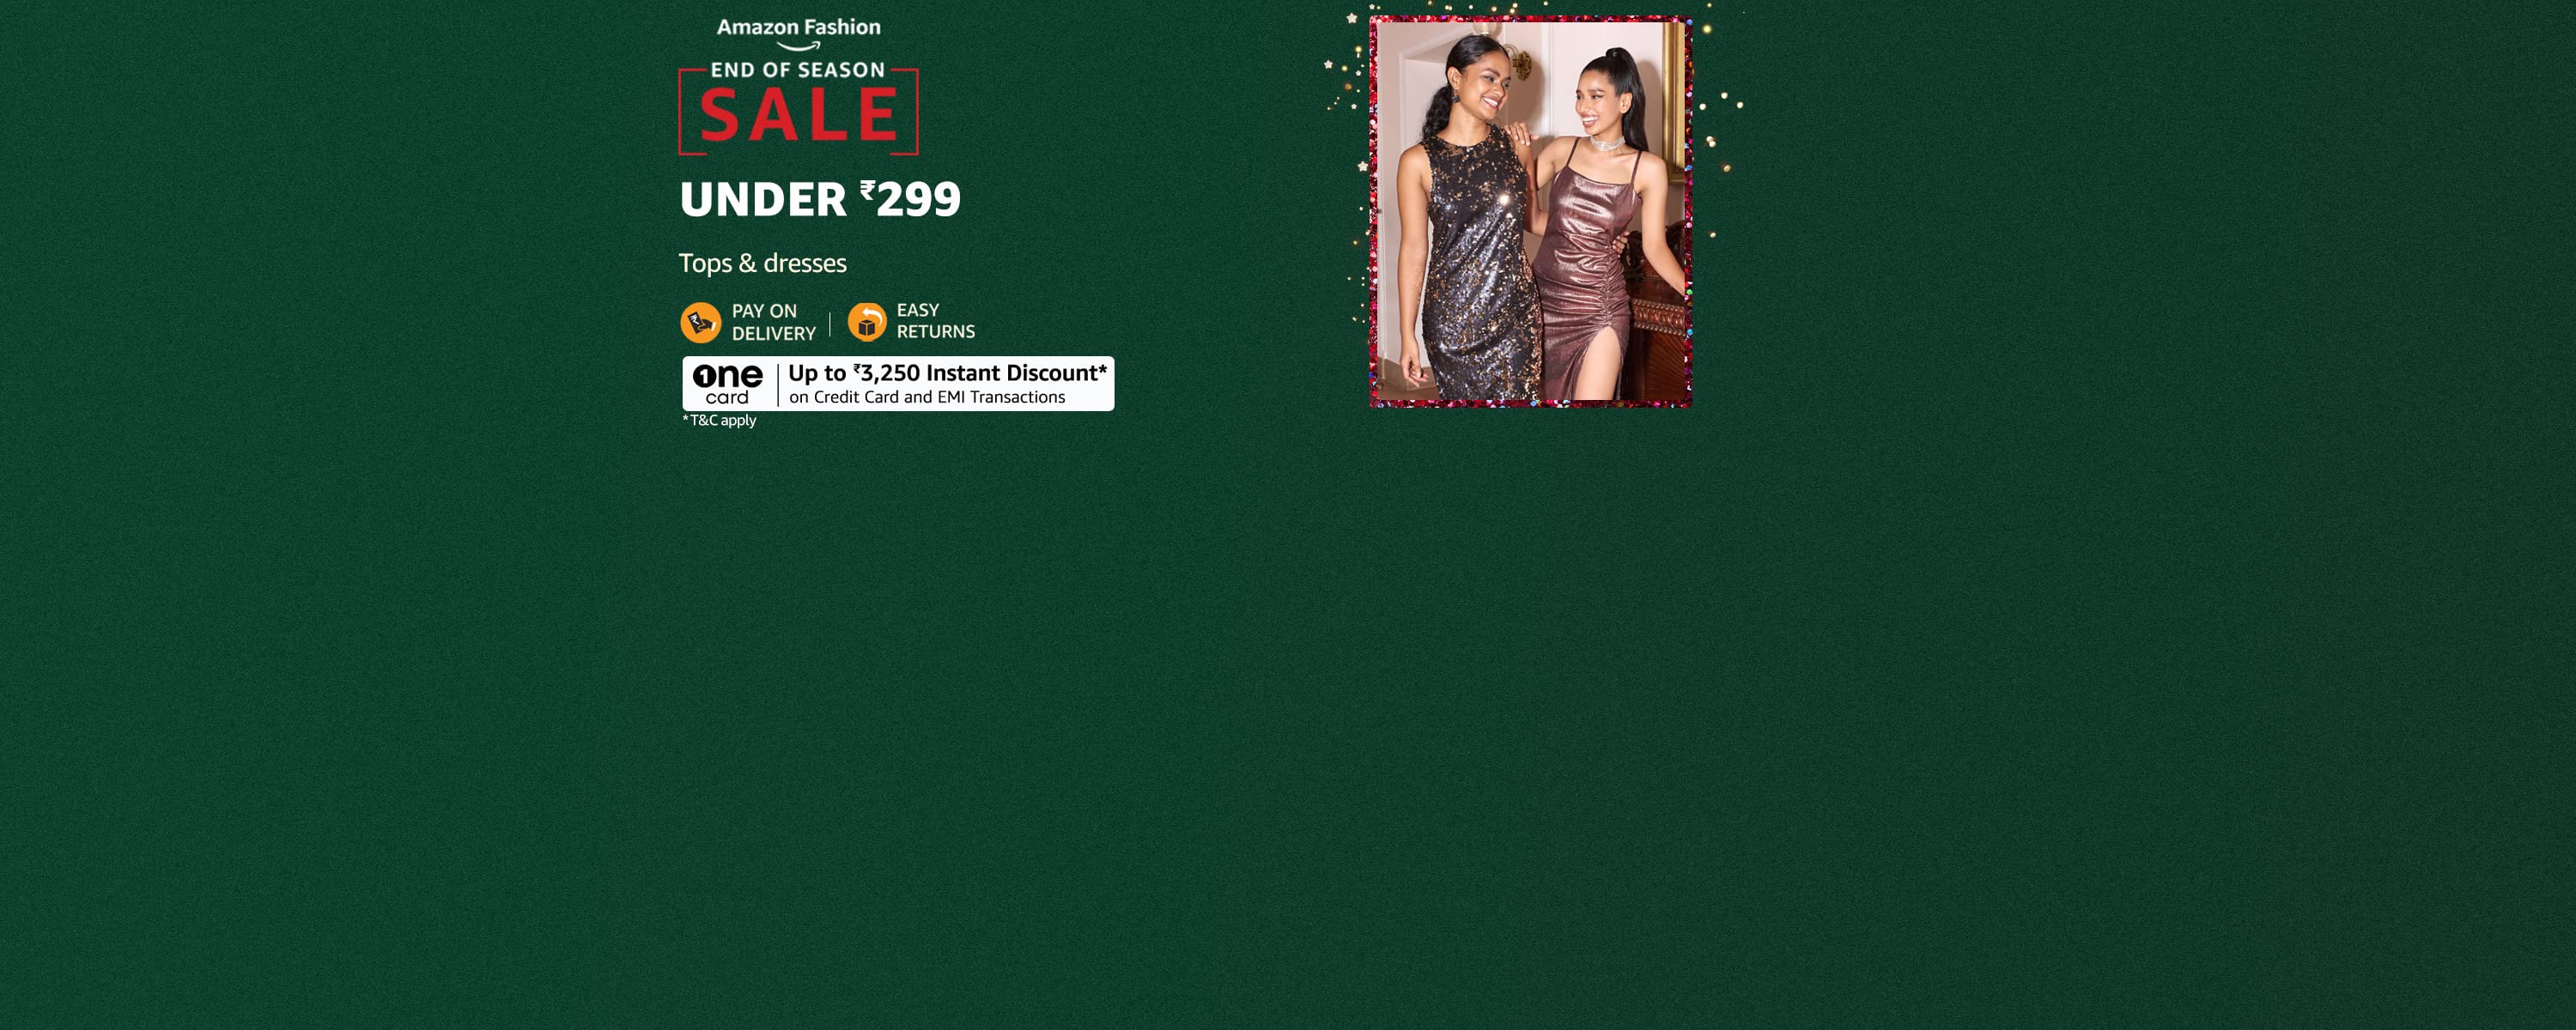 Amazon Fashion
END OF SEASON
SALE
UNDER ₹299
Tops & dresses
PAY ON
DELIVERY
EASY
RETURNS
one
card
Up to ₹3,250 Instant Discount*
on Credit Card and EMI Transactions
*T&C apply